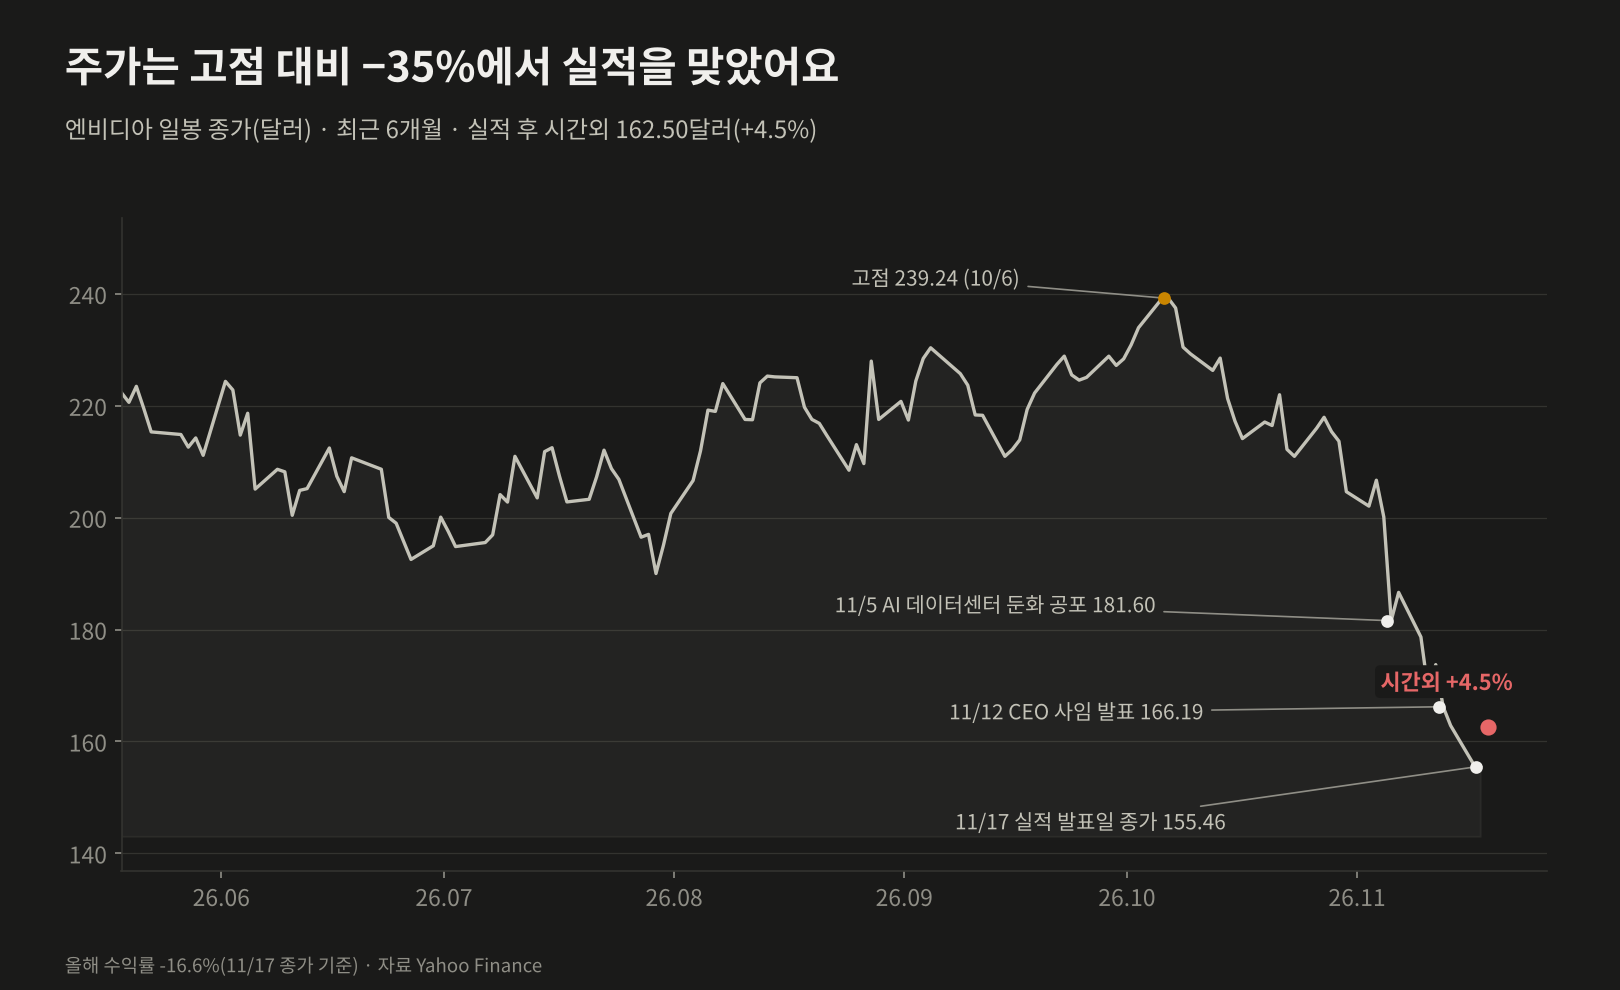 주가는 고점 대비 −35%에서 실적을 맞았어요
엔비디아 일봉 종가(달러) · 최근 6개월 · 실적 후 시간외 162.50달러(+4.5%)
고점 239.24 (10/6)
240
220
200
11/5 AI 데이터센터 둔화 공포 181.60
180
시간외 +4.5%
11/12 CEO 사임 발표 166.19
160
11/17 실적 발표일 종가 155.46
140
26.06 26.07 26.08 26.09 26.10 26.11
올해 수익률 -16.6%(11/17 종가 기준) · 자료 Yahoo Finance